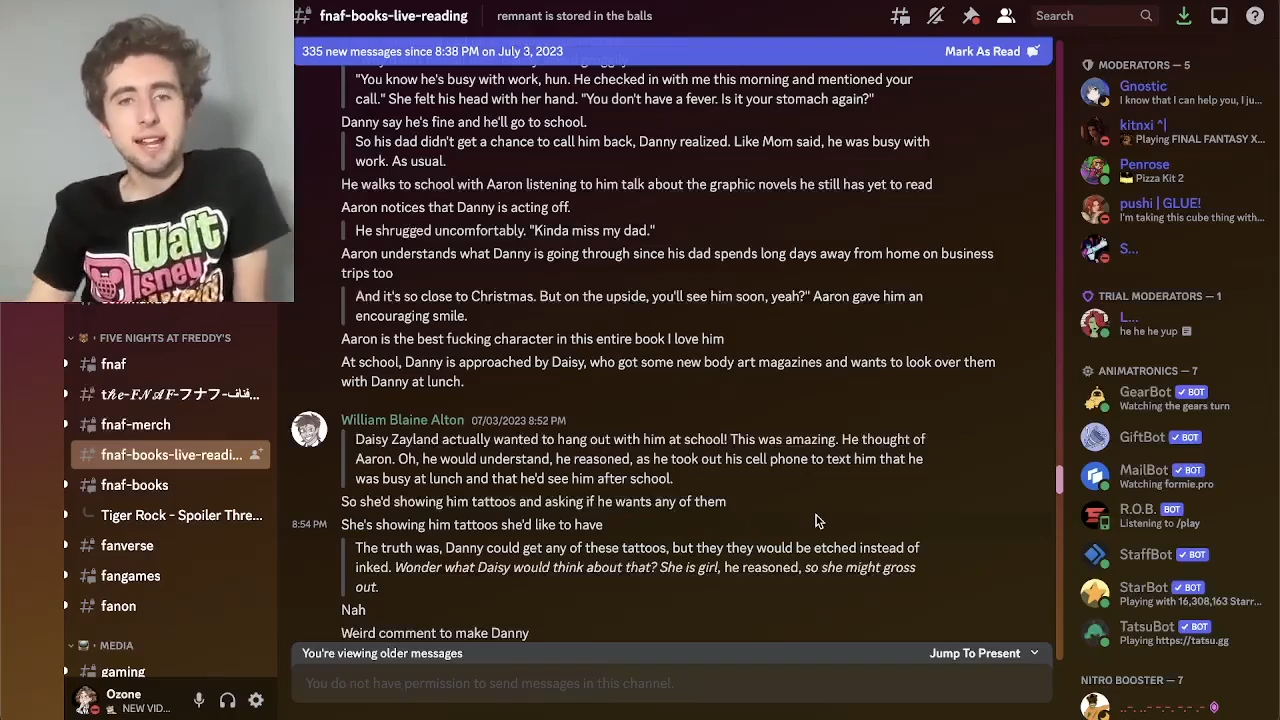 fnaf-books-live-reading
remnant is stored in the balls
Search
335 new messages since 8:38 PM on July 3, 2023
Mark As Read
"You know he's busy with work, hun. He checked in with me this morning and mentioned your
call." She felt his head with her hand. "You don't have a fever. Is it your stomach again?"
Danny say he's fine and he'll go to school.
So his dad didn't get a chance to call him back, Danny realized. Like Mom said, he was busy with
work. As usual.
He walks to school with Aaron listening to him talk about the graphic novels he still has yet to read
Aaron notices that Danny is acting off.
He shrugged uncomfortably. "Kinda miss my dad."
Aaron understands what Danny is going through since his dad spends long days away from home on business
trips too
And it's so close to Christmas. But on the upside, you'll see him soon, yeah?" Aaron gave him an
encouraging smile.
Aaron is the best fucking character in this entire book I love him
At school, Danny is approached by Daisy, who got some new body art magazines and wants to look over them
with Danny at lunch.
William Blaine Alton 07/03/2023 8:52 PM
Daisy Zayland actually wanted to hang out with him at school! This was amazing. He thought of
Aaron. Oh, he would understand, he reasoned, as he took out his cell phone to text him that he
was busy at lunch and that he'd see him after school.
So she'd showing him tattoos and asking if he wants any of them
8:54 PM She's showing him tattoos she'd like to have
The truth was, Danny could get any of these tattoos, but they they would be etched instead of
inked. Wonder what Daisy would think about that? She is girl, he reasoned, so she might gross
out.
Nah
Weird comment to make Danny
You're viewing older messages
Jump To Present
You do not have permission to send messages in this channel.
Walt
Disney
FIVE NIGHTS AT FREDDY'S
fnaf
fnaf-merch
fnaf-books-live-readi...
fnaf-books
Tiger Rock - Spoiler Thre...
fanverse
fangames
fanon
MEDIA
gaming
Ozone
NEW VID...
MODERATORS — 5
Gnostic
I know that I can help you, I ju...
kitnxi ^|
Playing FINAL FANTASY X...
Penrose
Pizza Kit 2
pushi | GLUE!
I'm taking this cube thing with...
S...
TRIAL MODERATORS — 1
L...
he he he yup
ANIMATRONICS — 7
GearBot BOT
Watching the gears turn
GiftBot BOT
MailBot BOT
Watching formie.pro
R.O.B. BOT
Listening to /play
StaffBot BOT
StarBot BOT
Playing with 16,308,163 Starr...
TatsuBot BOT
Playing https://tatsu.gg
NITRO BOOSTER — 7